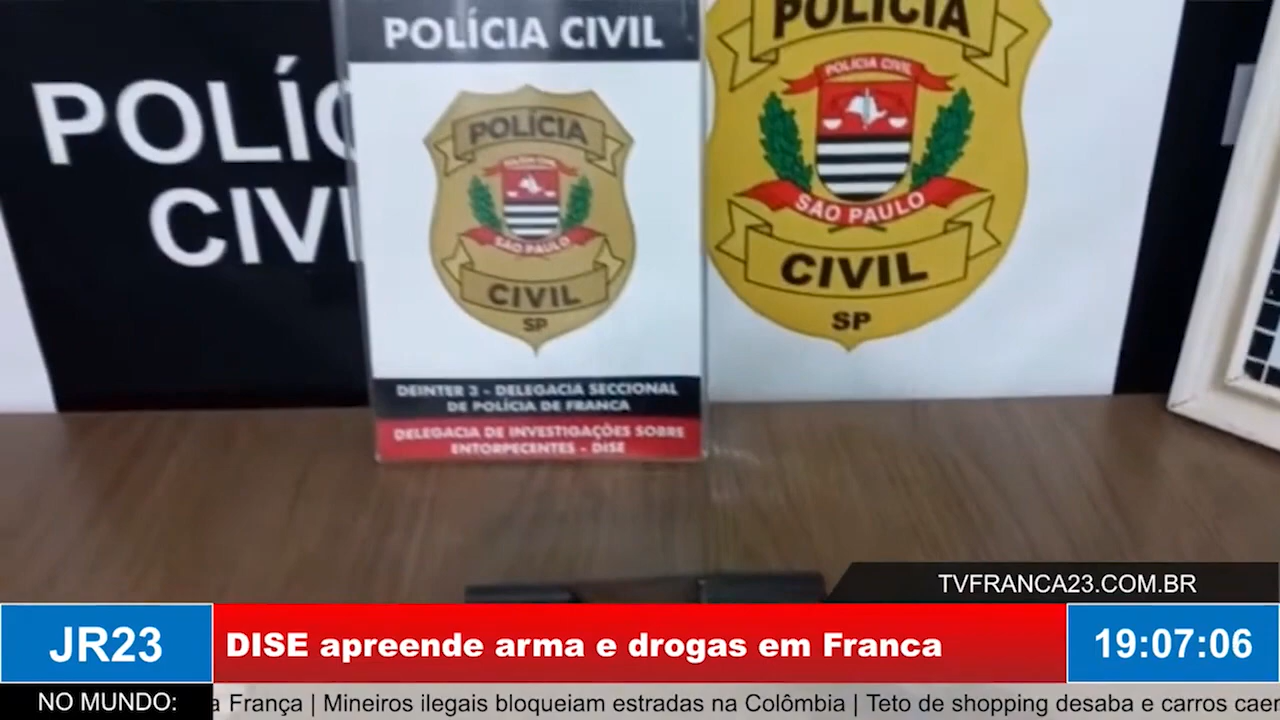 POLÍC
CIVI
POLÍCIA CIVIL
POLÍCIA
POLÍCIA CIVIL
SÃO PAULO
CIVIL
SP
DEINTER 3 - DELEGACIA SECCIONAL
DE POLÍCIA DE FRANCA
DELEGACIA DE INVESTIGAÇÕES SOBRE
ENTORPECENTES - DISE
POLÍCIA
POLÍCIA CIVIL
SÃO PAULO
CIVIL
SP
TVFRANCA23.COM.BR
JR23
DISE apreende arma e drogas em Franca
19:07:06
NO MUNDO: a França | Mineiros ilegais bloqueiam estradas na Colômbia | Teto de shopping desaba e carros caem